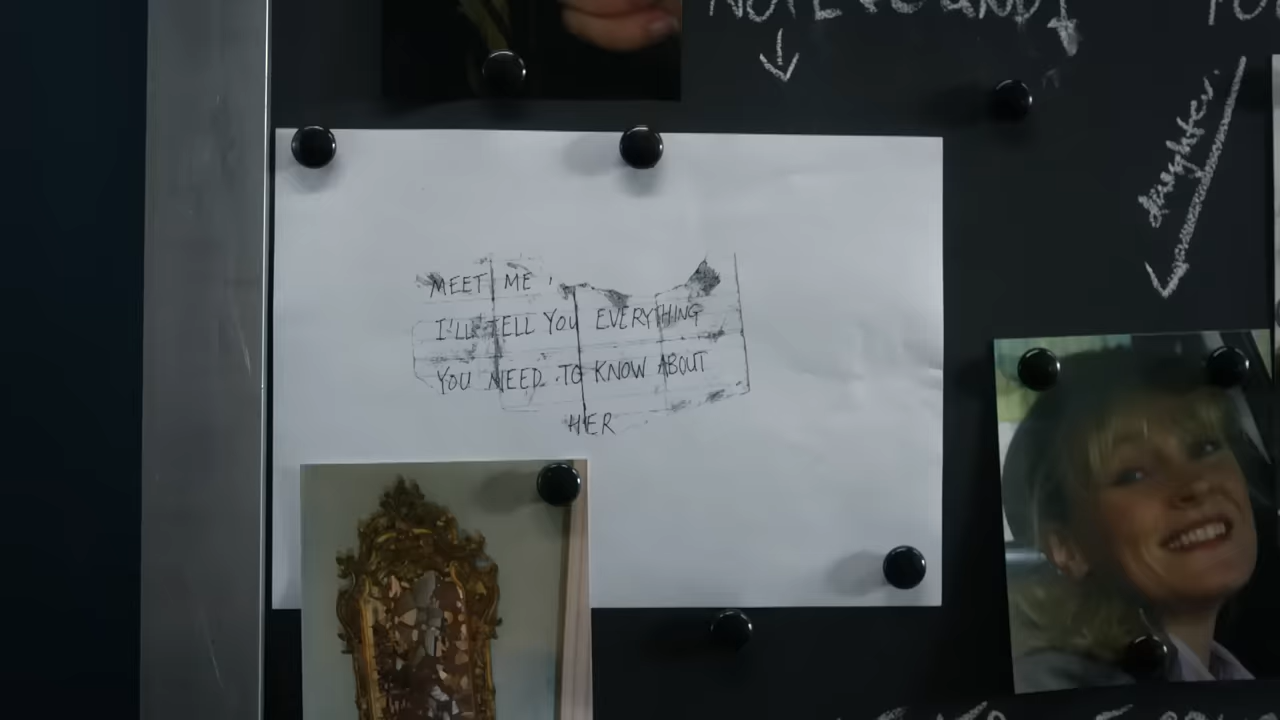 daughter
MEET ME,
I'LL TELL YOU EVERYTHING
YOU NEED TO KNOW ABOUT
HER